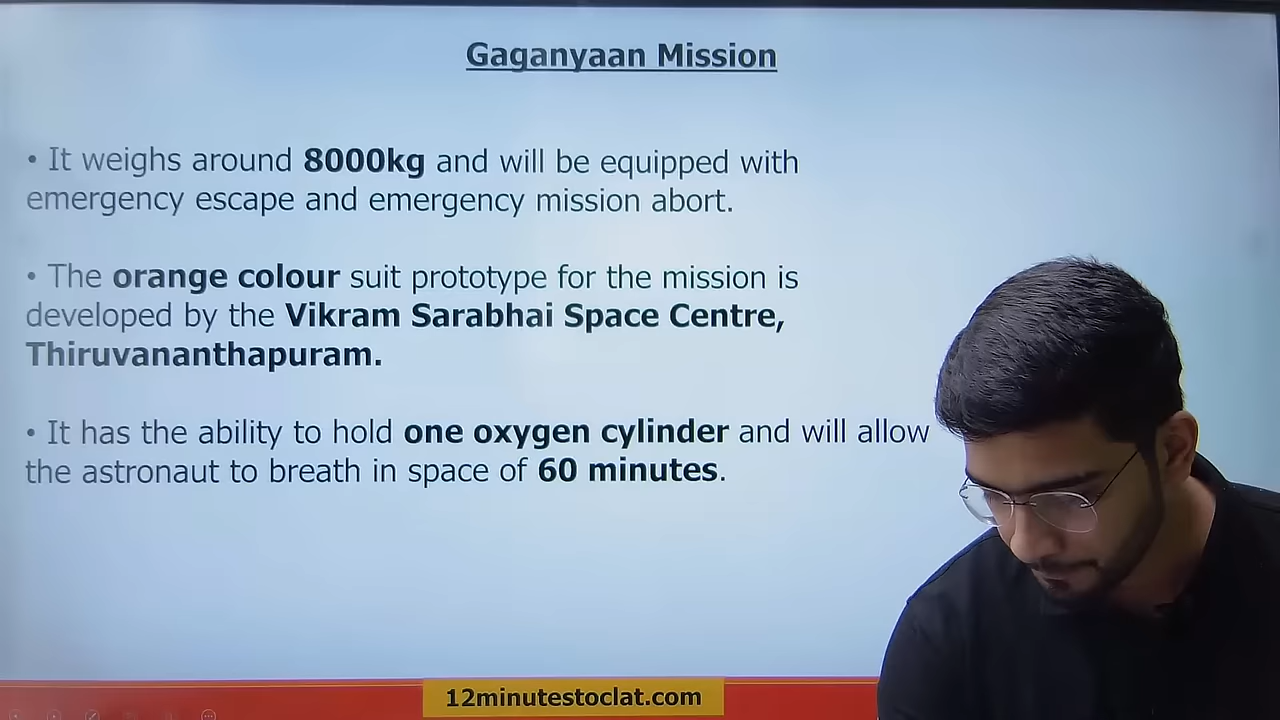 Gaganyaan Mission
• It weighs around 8000kg and will be equipped with
emergency escape and emergency mission abort.
• The orange colour suit prototype for the mission is
developed by the Vikram Sarabhai Space Centre,
Thiruvananthapuram.
• It has the ability to hold one oxygen cylinder and will allow
the astronaut to breath in space of 60 minutes.
12minutestoclat.com